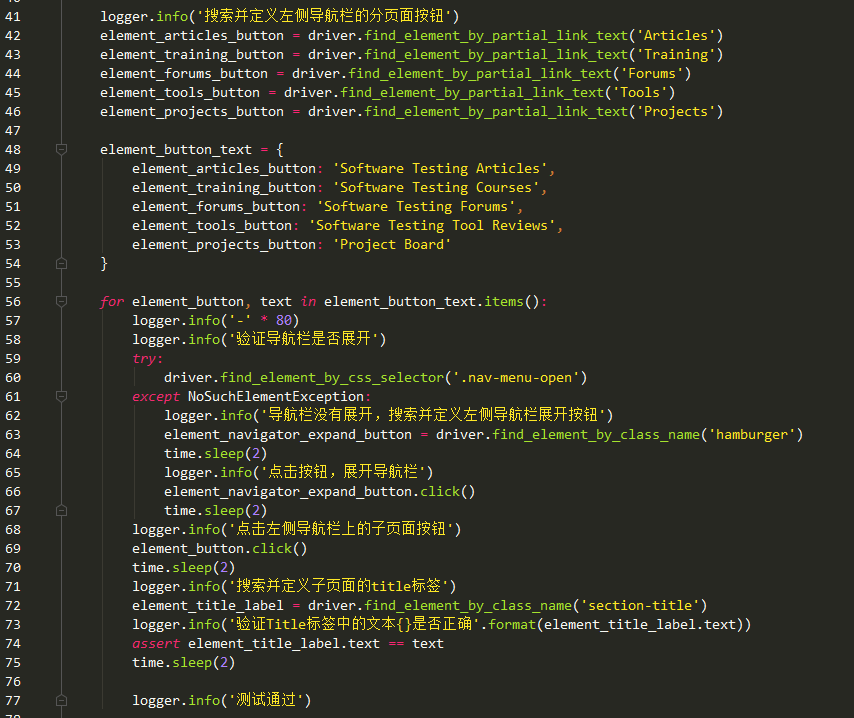 41 logger.info('搜索并定义左侧导航栏的分页面按钮')
42 element_articles_button = driver.find_element_by_partial_link_text('Articles')
43 element_training_button = driver.find_element_by_partial_link_text('Training')
44 element_forums_button = driver.find_element_by_partial_link_text('Forums')
45 element_tools_button = driver.find_element_by_partial_link_text('Tools')
46 element_projects_button = driver.find_element_by_partial_link_text('Projects')
47
48 element_button_text = {
49     element_articles_button: 'Software Testing Articles',
50     element_training_button: 'Software Testing Courses',
51     element_forums_button: 'Software Testing Forums',
52     element_tools_button: 'Software Testing Tool Reviews',
53     element_projects_button: 'Project Board'
54 }
55
56 for element_button, text in element_button_text.items():
57     logger.info('-' * 80)
58     logger.info('验证导航栏是否展开')
59     try:
60         driver.find_element_by_css_selector('.nav-menu-open')
61     except NoSuchElementException:
62         logger.info('导航栏没有展开，搜索并定义左侧导航栏展开按钮')
63         element_navigator_expand_button = driver.find_element_by_class_name('hamburger')
64         time.sleep(2)
65         logger.info('点击按钮，展开导航栏')
66         element_navigator_expand_button.click()
67         time.sleep(2)
68     logger.info('点击左侧导航栏上的子页面按钮')
69     element_button.click()
70     time.sleep(2)
71     logger.info('搜索并定义子页面的title标签')
72     element_title_label = driver.find_element_by_class_name('section-title')
73     logger.info('验证Title标签中的文本{}是否正确'.format(element_title_label.text))
74     assert element_title_label.text == text
75     time.sleep(2)
76
77     logger.info('测试通过')